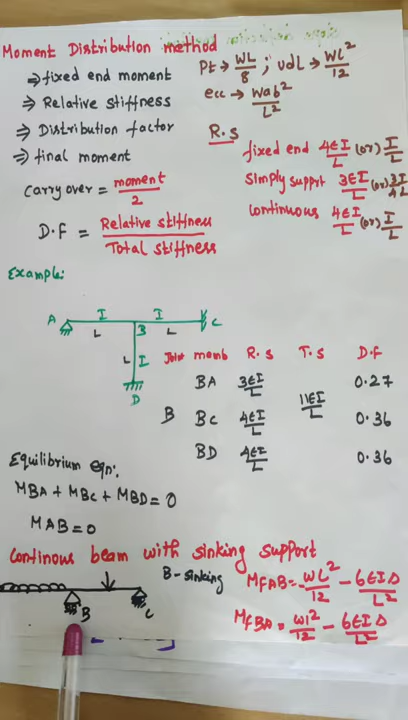 Moment Distribution method
⇒ fixed end moment
⇒ Relative stiffness
⇒ Distribution factor
⇒ final moment
Pt → WL/8 ; udl → WL²/12
ecc → Wab²/L²
R.S
fixed end 4EI/L (or) I/L
Simply support 3EI/L (or) 3I/4L
Continuous 4EI/L (or) I/L
Carry over = moment/2
D.F = Relative stiffness/Total stiffness
Example:
A I B I C
L L
L I
D
Joint memb R.S T.S D.F
BA 3EI/L 0.27
B BC 4EI/L 11EI/L 0.36
BD 4EI/L 0.36
Equilibrium eqn:
MBA + MBC + MBD = 0
MAB = 0
Continous beam with sinking support
B-sinking
MFAB = -WL²/12 - 6EIΔ/L²
MFBA = Wl²/12 - 6EIΔ/L²
B C